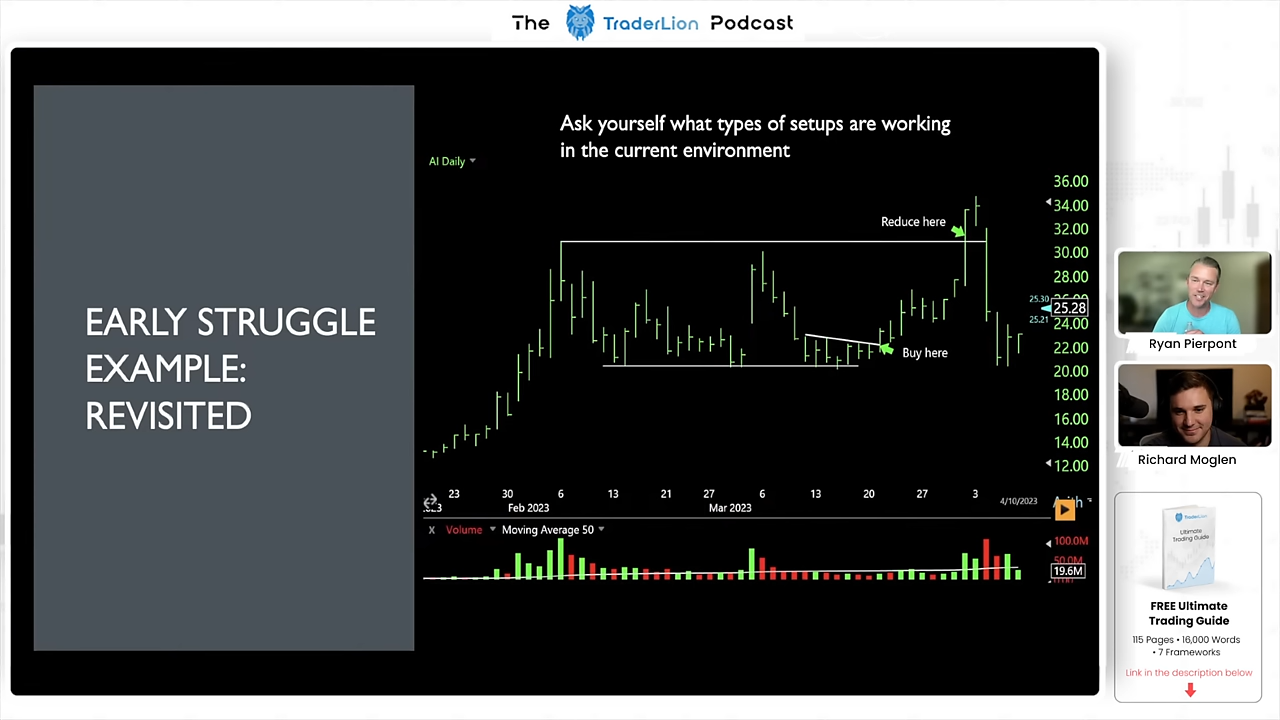 The TraderLion Podcast
EARLY STRUGGLE
EXAMPLE:
REVISITED
Ask yourself what types of setups are working
in the current environment
AI Daily
Reduce here
Buy here
36.00
34.00
32.00
30.00
28.00
25.30
25.28
25.21
24.00
22.00
20.00
18.00
16.00
14.00
12.00
23 30 6 13 21 27 6 13 20 27 3 4/10/2023
Feb 2023 Mar 2023
X Volume Moving Average 50
100.0M
50.0M
19.6M
Ryan Pierpont
Richard Moglen
TraderLion
Ultimate
Trading Guide
FREE Ultimate
Trading Guide
115 Pages • 16,000 Words
• 7 Frameworks
Link in the description below